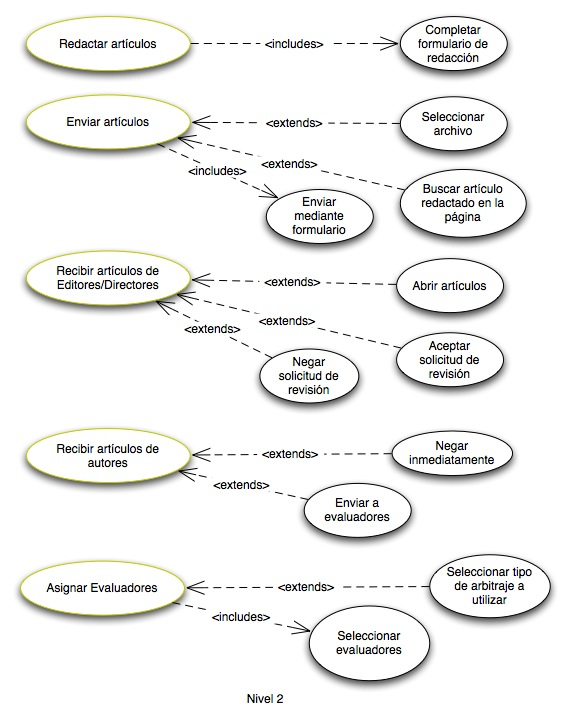 Redactar artículos
<includes>
Completar
formulario de
redacción
Enviar artículos
<extends>
Seleccionar
archivo
<extends>
<includes>
Buscar artículo
redactado en la
página
Enviar
mediante
formulario
Recibir artículos de
Editores/Directores
<extends>
Abrir artículos
<extends>
<extends>
Aceptar
solicitud de
revisión
Negar
solicitud de
revisión
Recibir artículos de
autores
<extends>
Negar
inmediatamente
<extends>
Enviar a
evaluadores
Asignar Evaluadores
<extends>
Seleccionar tipo
de arbitraje a
utilizar
<includes>
Seleccionar
evaluadores
Nivel 2